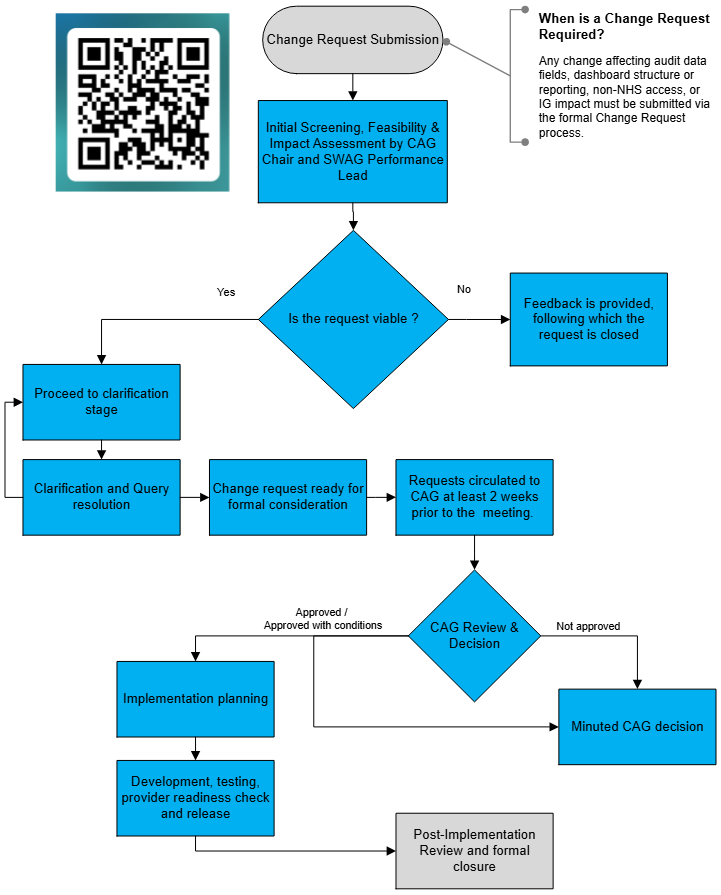 Change Request Submission
When is a Change Request
Required?
Any change affecting audit data
fields, dashboard structure or
reporting, non-NHS access, or
IG impact must be submitted via
the formal Change Request
process.
Initial Screening, Feasibility &
Impact Assessment by CAG
Chair and SWAG Performance
Lead
Is the request viable ?
Yes
No
Feedback is provided,
following which the
request is closed
Proceed to clarification
stage
Clarification and Query
resolution
Change request ready for
formal consideration
Requests circulated to
CAG at least 2 weeks
prior to the meeting.
CAG Review &
Decision
Approved /
Approved with conditions
Not approved
Implementation planning
Minuted CAG decision
Development, testing,
provider readiness check
and release
Post-Implementation
Review and formal
closure